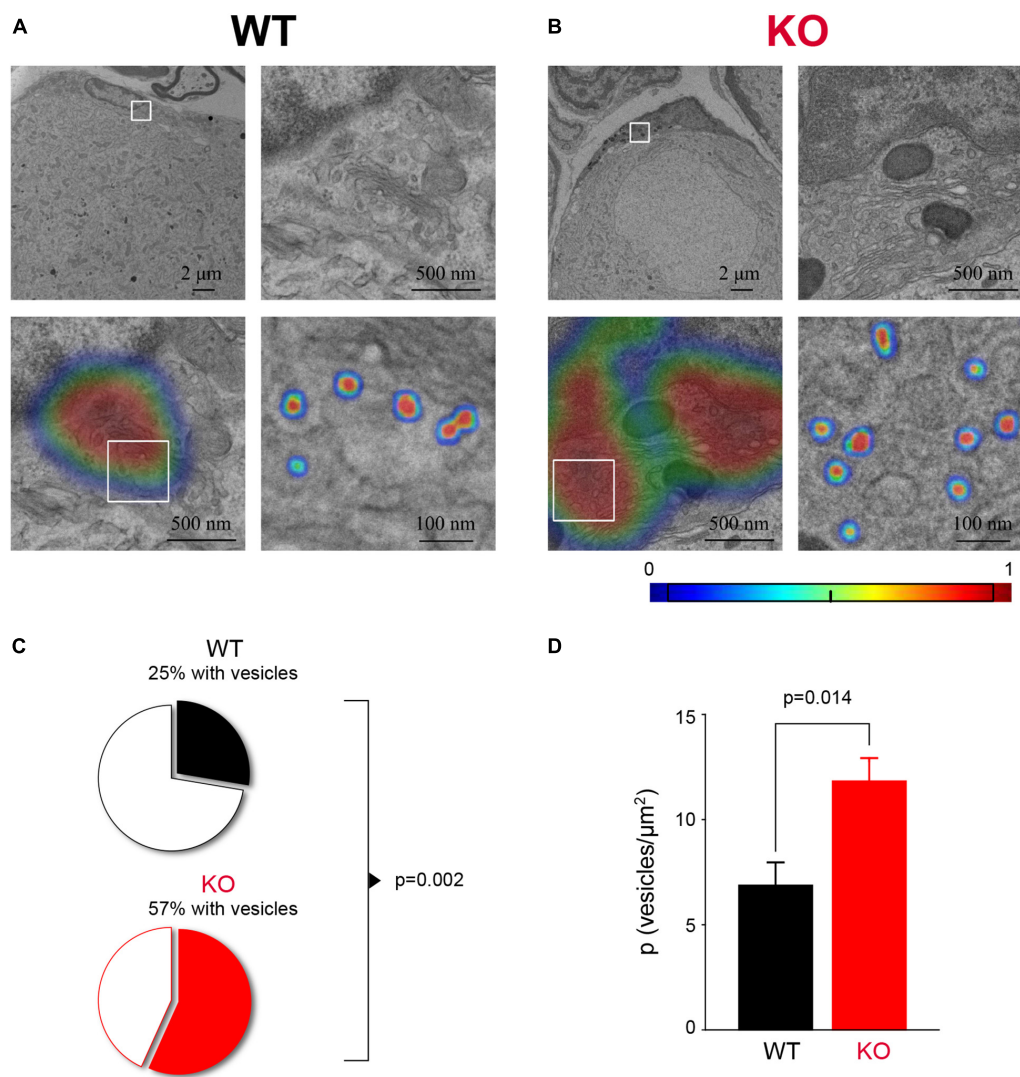 A
WT
B
KO
2 μm
500 nm
2 μm
500 nm
500 nm
100 nm
500 nm
100 nm
0
1
C
WT
25% with vesicles
KO
57% with vesicles
p=0.002
D
p=0.014
15
10
5
0
p (vesicles/μm²)
WT
KO